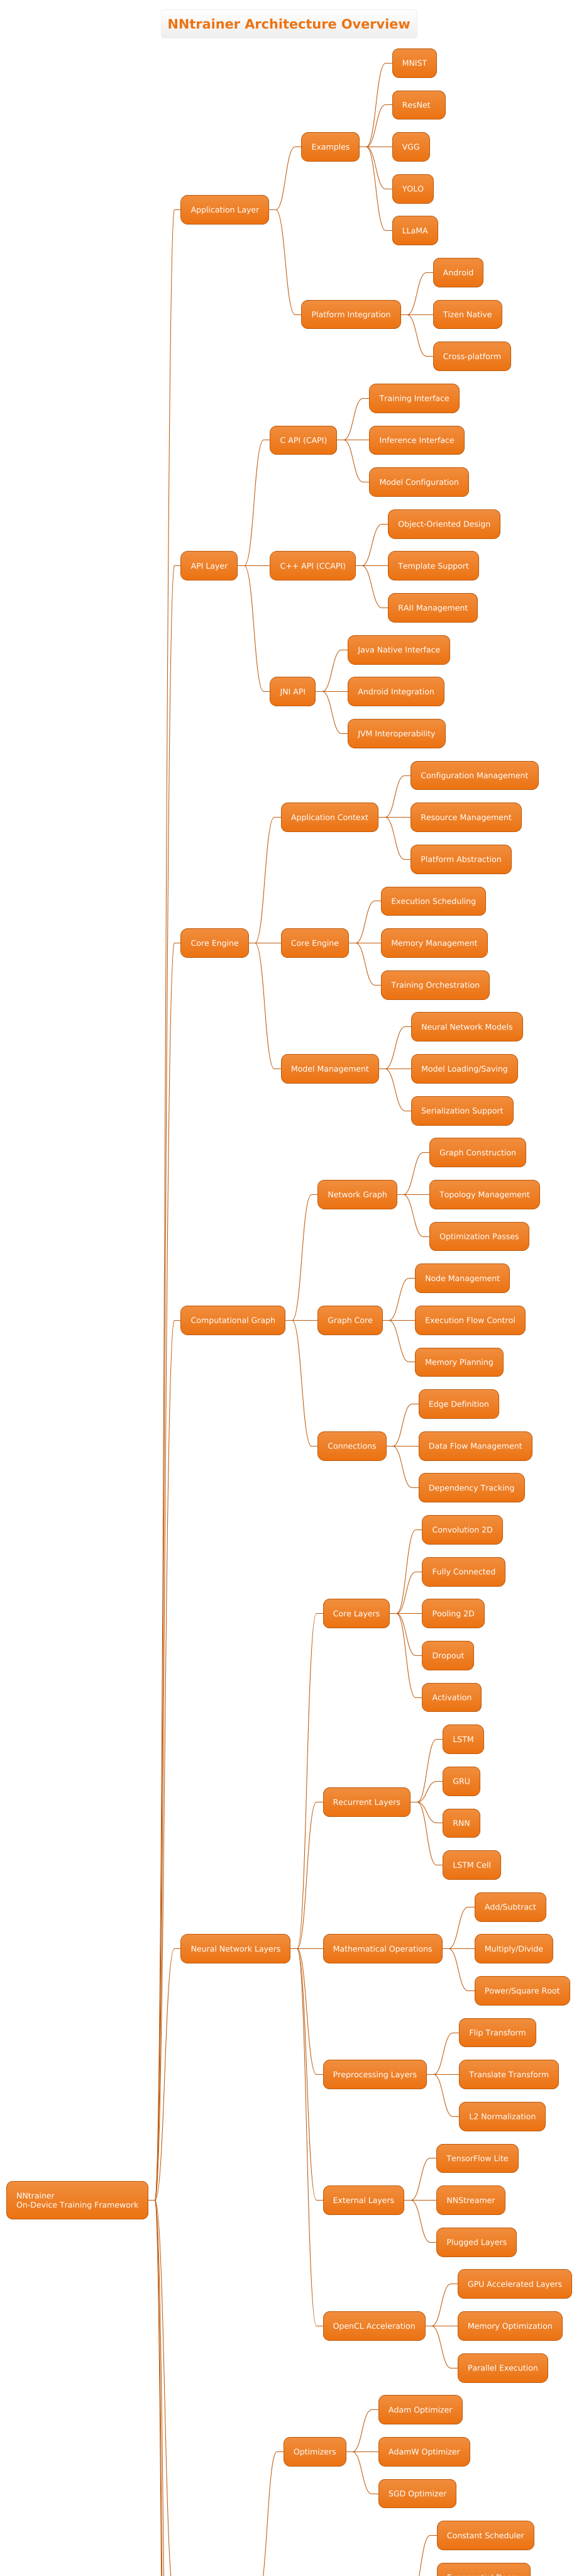 NNtrainer Architecture Overview
MNIST
ResNet
Examples
VGG
YOLO
Application Layer
LLaMA
Android
Platform Integration
Tizen Native
Cross-platform
Training Interface
C API (CAPI)
Inference Interface
Model Configuration
Object-Oriented Design
API Layer
C++ API (CCAPI)
Template Support
RAII Management
Java Native Interface
JNI API
Android Integration
JVM Interoperability
Configuration Management
Application Context
Resource Management
Platform Abstraction
Execution Scheduling
Core Engine
Core Engine
Memory Management
Training Orchestration
Neural Network Models
Model Management
Model Loading/Saving
Serialization Support
Graph Construction
Network Graph
Topology Management
Optimization Passes
Node Management
Computational Graph
Graph Core
Execution Flow Control
Memory Planning
Edge Definition
Connections
Data Flow Management
Dependency Tracking
Convolution 2D
Fully Connected
Core Layers
Pooling 2D
Dropout
Activation
LSTM
GRU
Recurrent Layers
RNN
LSTM Cell
Add/Subtract
Neural Network Layers
Mathematical Operations
Multiply/Divide
Power/Square Root
Flip Transform
Preprocessing Layers
Translate Transform
L2 Normalization
TensorFlow Lite
NNtrainer
On-Device Training Framework
External Layers
NNStreamer
Plugged Layers
GPU Accelerated Layers
OpenCL Acceleration
Memory Optimization
Parallel Execution
Adam Optimizer
Optimizers
AdamW Optimizer
SGD Optimizer
Constant Scheduler